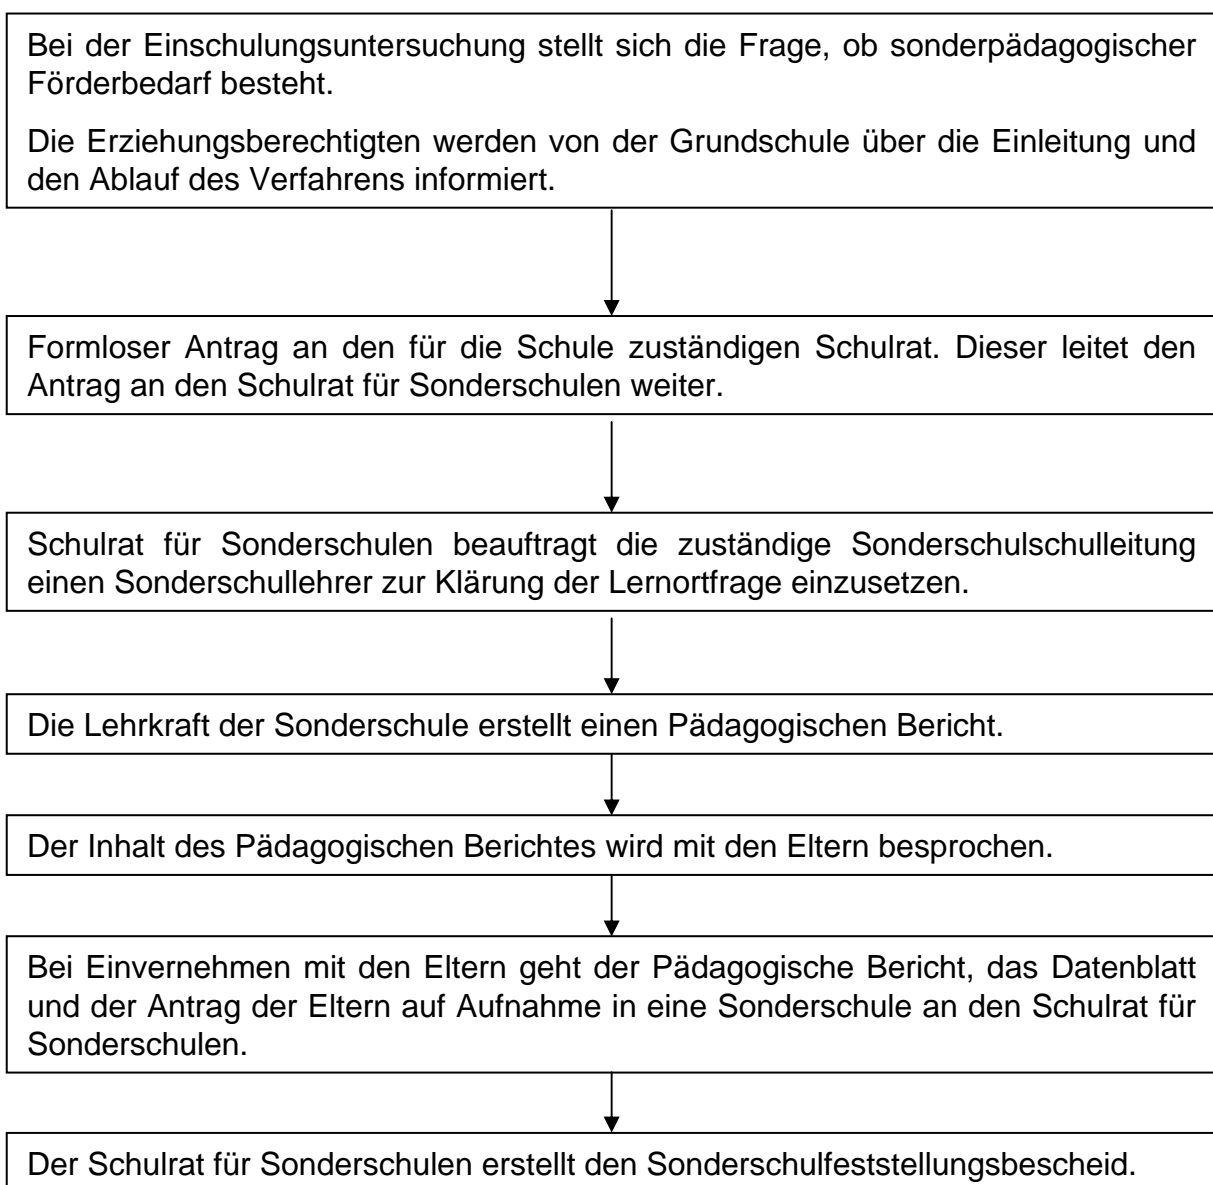 Bei der Einschulungsuntersuchung stellt sich die Frage, ob sonderpädagogischer
Förderbedarf besteht.
Die Erziehungsberechtigten werden von der Grundschule über die Einleitung und
den Ablauf des Verfahrens informiert.
Formloser Antrag an den für die Schule zuständigen Schulrat. Dieser leitet den
Antrag an den Schulrat für Sonderschulen weiter.
Schulrat für Sonderschulen beauftragt die zuständige Sonderschulschulleitung
einen Sonderschullehrer zur Klärung der Lernortfrage einzusetzen.
Die Lehrkraft der Sonderschule erstellt einen Pädagogischen Bericht.
Der Inhalt des Pädagogischen Berichtes wird mit den Eltern besprochen.
Bei Einvernehmen mit den Eltern geht der Pädagogische Bericht, das Datenblatt
und der Antrag der Eltern auf Aufnahme in eine Sonderschule an den Schulrat für
Sonderschulen.
Der Schulrat für Sonderschulen erstellt den Sonderschulfeststellungsbescheid.